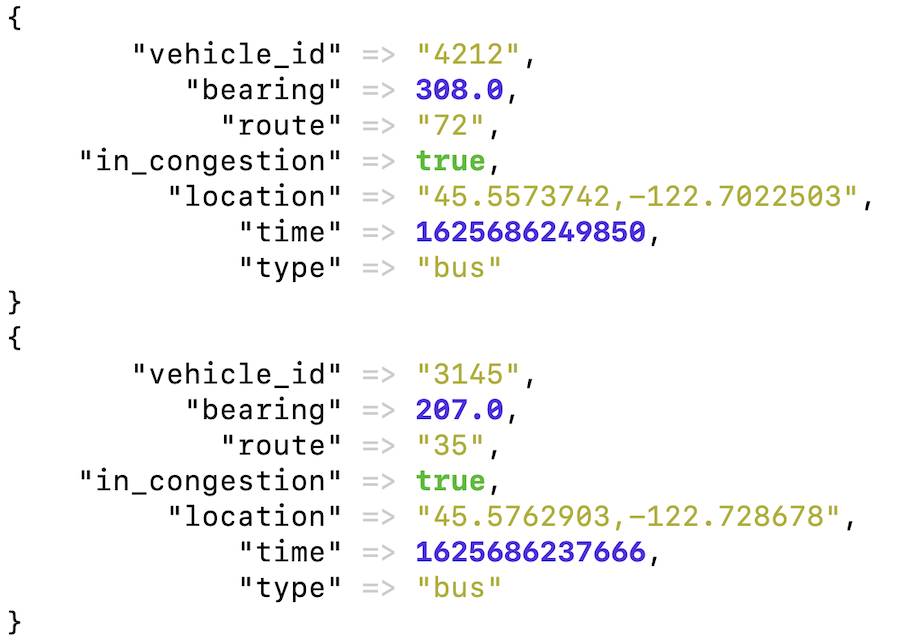 {
"vehicle_id" => "4212",
"bearing" => 308.0,
"route" => "72",
"in_congestion" => true,
"location" => "45.5573742,-122.7022503",
"time" => 1625686249850,
"type" => "bus"
}
{
"vehicle_id" => "3145",
"bearing" => 207.0,
"route" => "35",
"in_congestion" => true,
"location" => "45.5762903,-122.728678",
"time" => 1625686237666,
"type" => "bus"
}